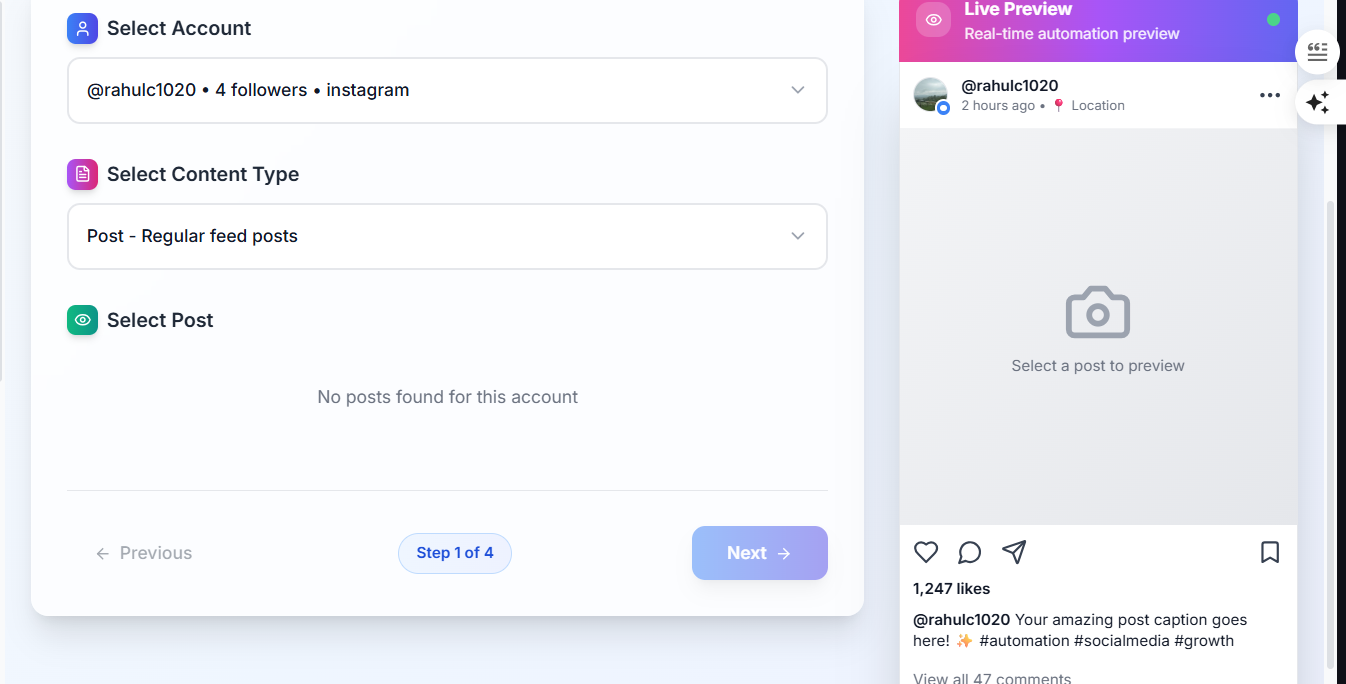 Select Account
@rahulc1020 • 4 followers • instagram
Select Content Type
Post - Regular feed posts
Select Post
No posts found for this account
← Previous
Step 1 of 4
Next →
Live Preview
Real-time automation preview
@rahulc1020
2 hours ago • 📍 Location
Select a post to preview
1,247 likes
@rahulc1020 Your amazing post caption goes
here! ✨ #automation #socialmedia #growth
View all 47 comments